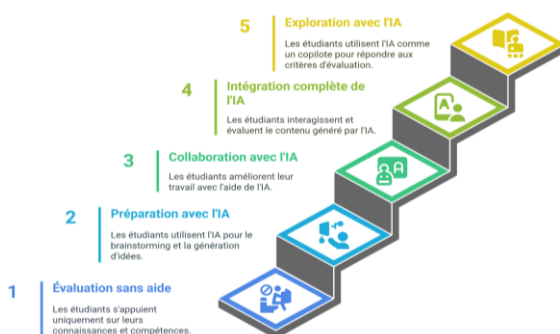 5
Exploration avec l'IA
Les étudiants utilisent l'IA comme
un copilote pour répondre aux
critères d'évaluation.
4
Intégration complète de
l'IA
Les étudiants interagissent et
évaluent le contenu généré par l'IA.
3
Collaboration avec l'IA
Les étudiants améliorent leur
travail avec l'aide de l'IA.
2
Préparation avec l'IA
Les étudiants utilisent l'IA pour le
brainstorming et la génération
d'idées.
1
Évaluation sans aide
Les étudiants s'appuient
uniquement sur leurs
connaissances et compétences.